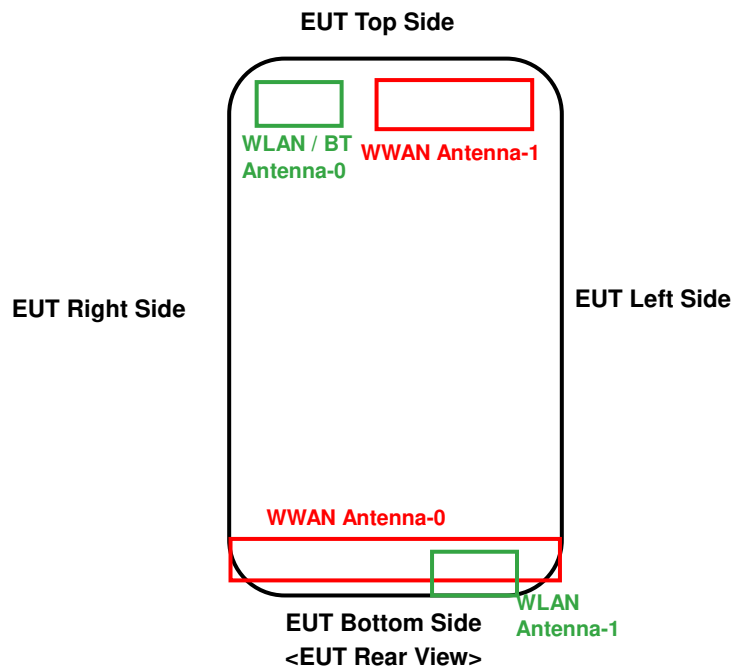 EUT Top Side
WLAN / BT
Antenna-0
WWAN Antenna-1
EUT Right Side
EUT Left Side
WWAN Antenna-0
WLAN
Antenna-1
EUT Bottom Side
<EUT Rear View>